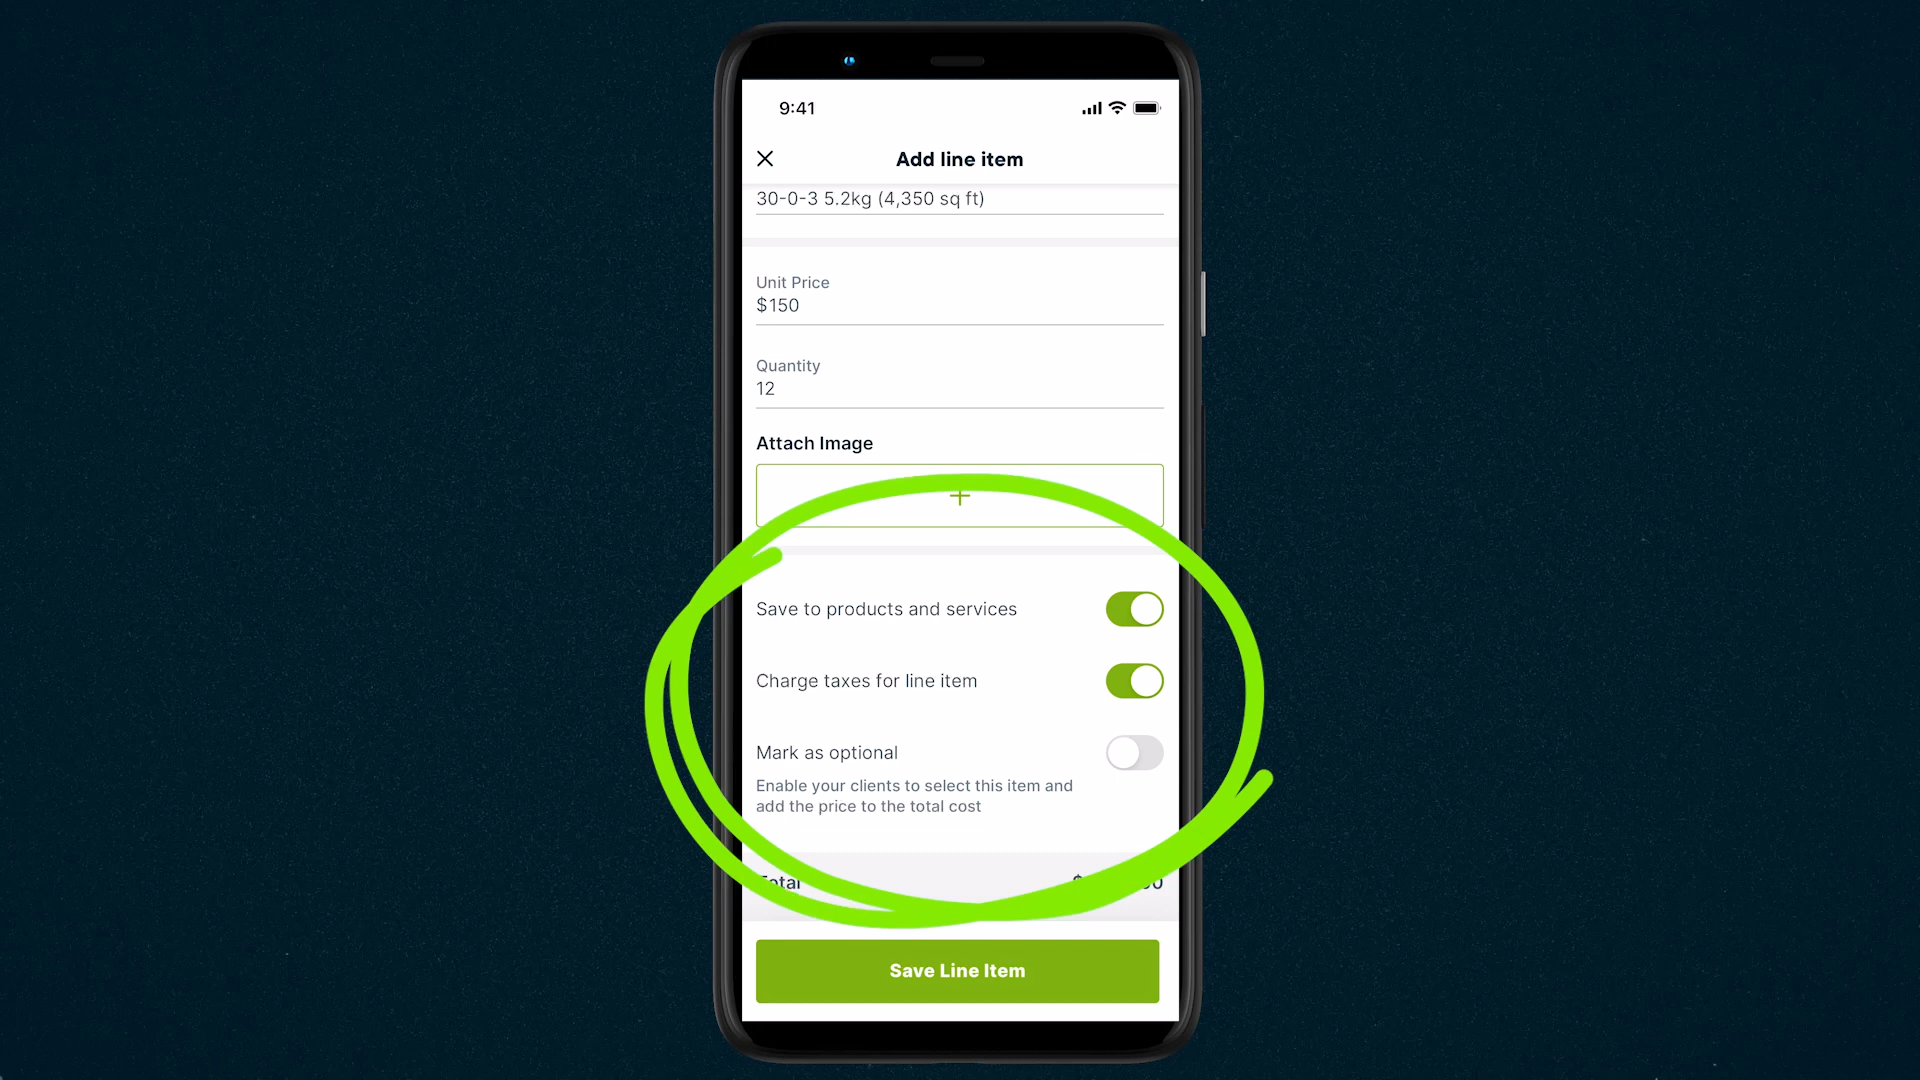 9:41
Add line item
30-0-3 5.2kg (4,350 sq ft)
Unit Price
$150
Quantity
12
Attach Image
Save to products and services
Charge taxes for line item
Mark as optional
Enable your clients to select this item and
add the price to the total cost
Total
Save Line Item